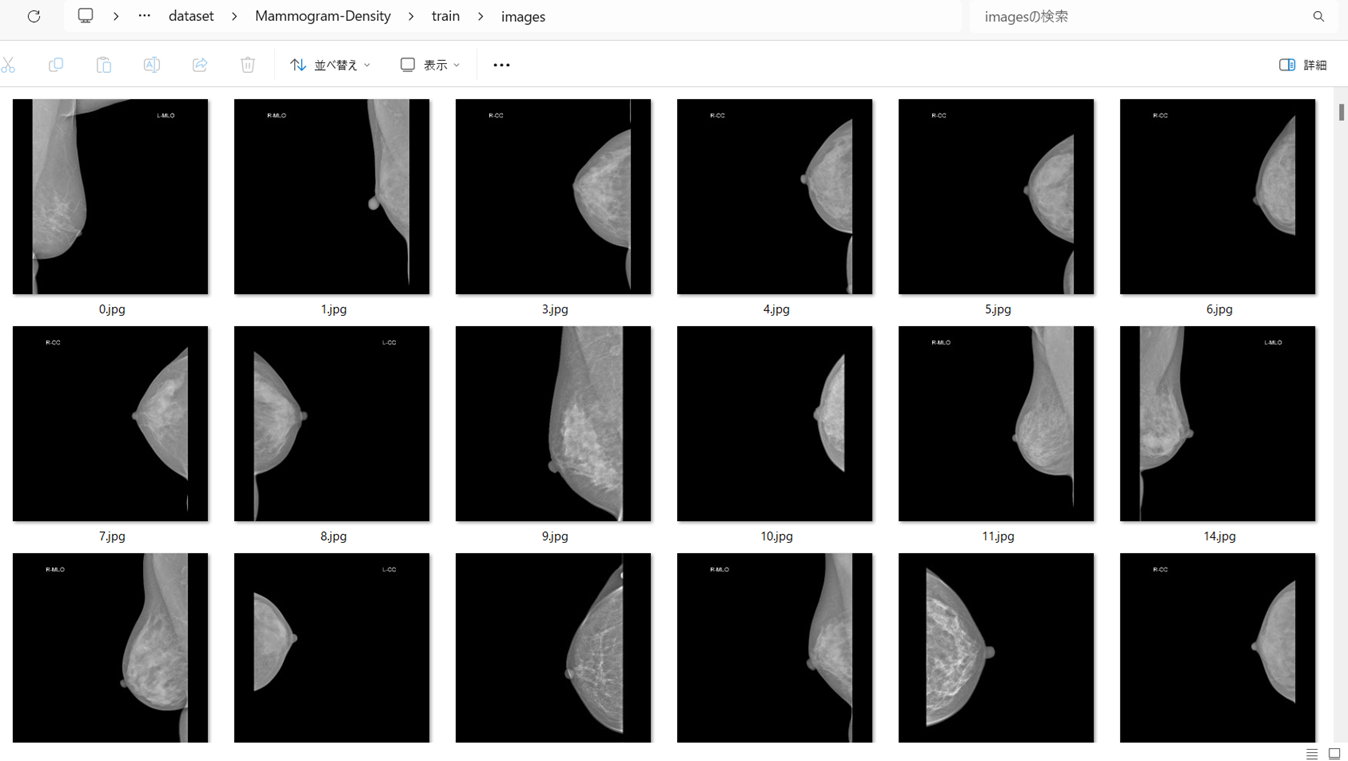 … dataset > Mammogram-Density > train > images
imagesの検索
並べ替え 表示 … 詳細
L-MLO R-MLO R-CC R-CC R-CC R-CC
0.jpg 1.jpg 3.jpg 4.jpg 5.jpg 6.jpg
R-CC L-CC R-MLO L-MLO
7.jpg 8.jpg 9.jpg 10.jpg 11.jpg 14.jpg
R-MLO L-CC R-MLO R-CC